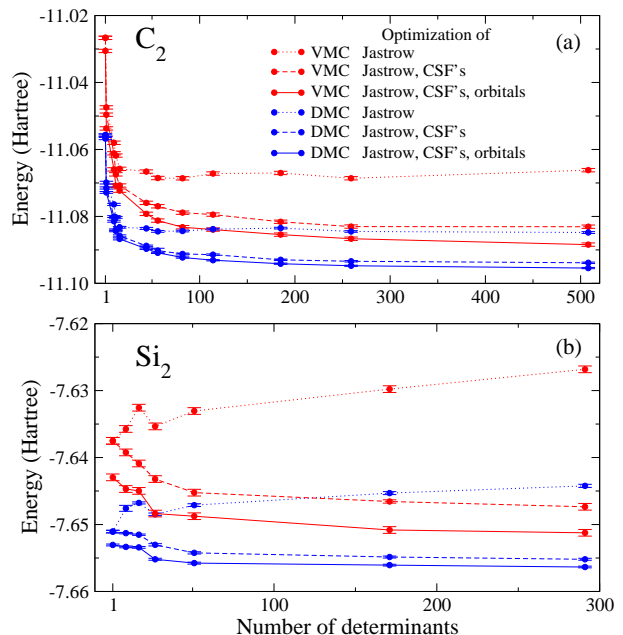 -11.02
C2
Optimization of
(a)
VMC Jastrow
VMC Jastrow, CSF's
VMC Jastrow, CSF's, orbitals
DMC Jastrow
DMC Jastrow, CSF's
DMC Jastrow, CSF's, orbitals
-11.04
-11.06
-11.08
-11.10
Energy (Hartree)
1 100 200 300 400 500
-7.62
Si2
(b)
-7.63
-7.64
-7.65
-7.66
Energy (Hartree)
1 100 200 300
Number of determinants